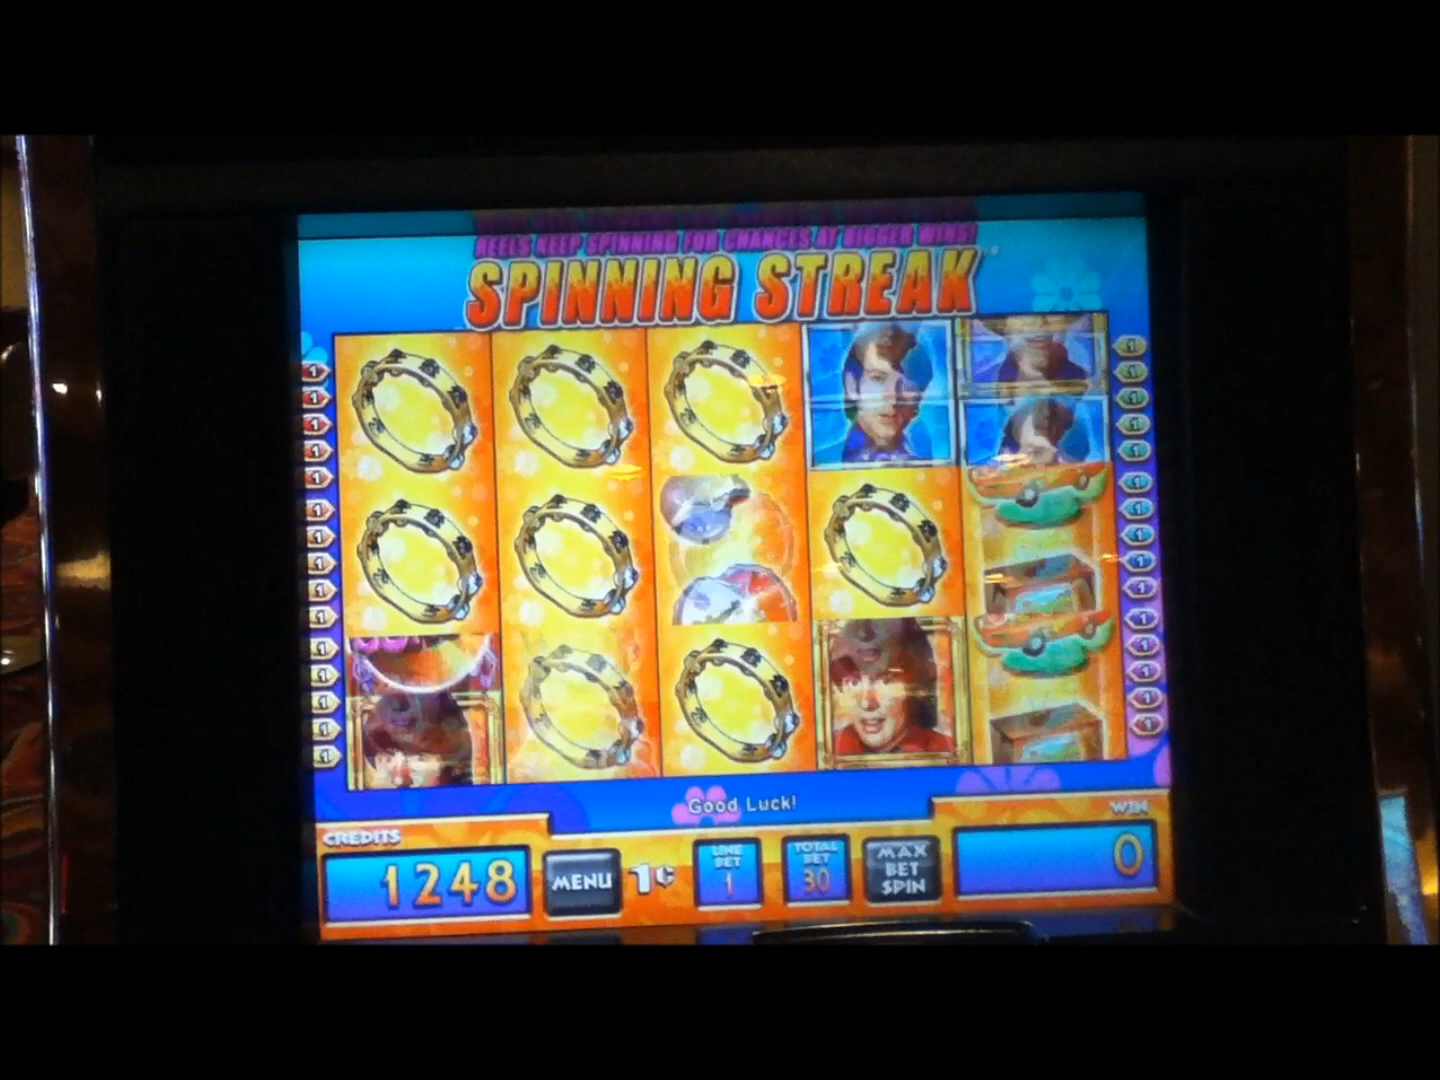 REELS KEEP SPINNING FOR CHANCES AT BIGGER WINS!
SPINNING STREAK
Good Luck!
CREDITS
1248
MENU
1¢
LINE BET
1
TOTAL BET
30
MAX BET SPIN
WIN
0